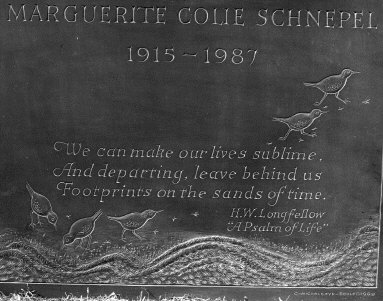 MARGUERITE COLIE SCHNEPEL
1915 – 1987
We can make our lives sublime,
And departing, leave behind us
Footprints on the sands of time.
H.W. Longfellow
"A Psalm of Life"